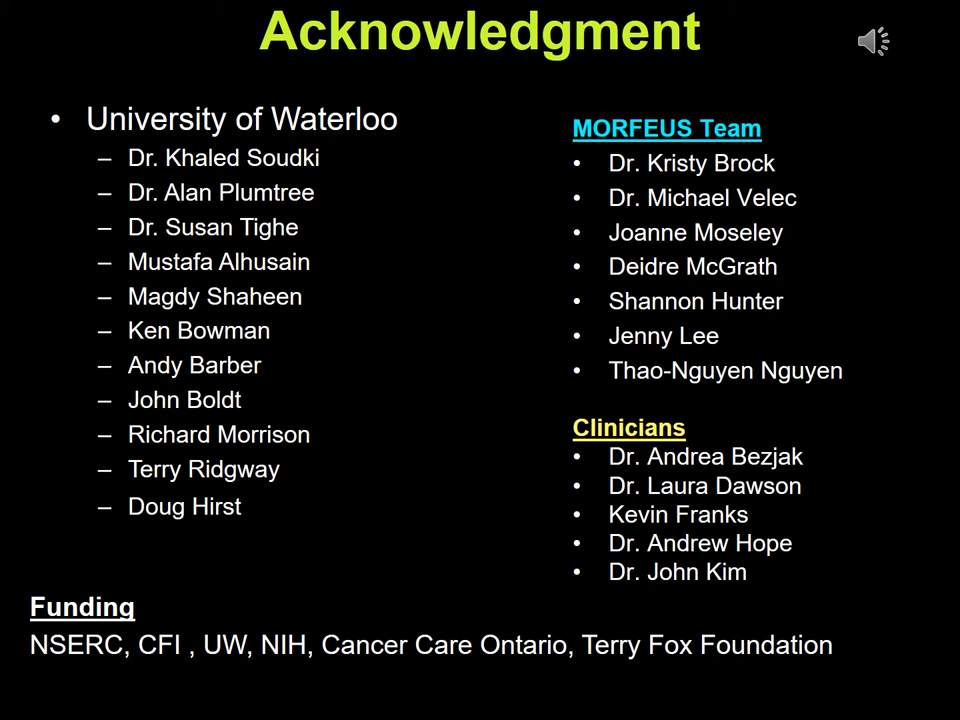 Acknowledgment
• University of Waterloo
– Dr. Khaled Soudki
– Dr. Alan Plumtree
– Dr. Susan Tighe
– Mustafa Alhusain
– Magdy Shaheen
– Ken Bowman
– Andy Barber
– John Boldt
– Richard Morrison
– Terry Ridgway
– Doug Hirst
MORFEUS Team
• Dr. Kristy Brock
• Dr. Michael Velec
• Joanne Moseley
• Deidre McGrath
• Shannon Hunter
• Jenny Lee
• Thao-Nguyen Nguyen
Clinicians
• Dr. Andrea Bezjak
• Dr. Laura Dawson
• Kevin Franks
• Dr. Andrew Hope
• Dr. John Kim
Funding
NSERC, CFI , UW, NIH, Cancer Care Ontario, Terry Fox Foundation